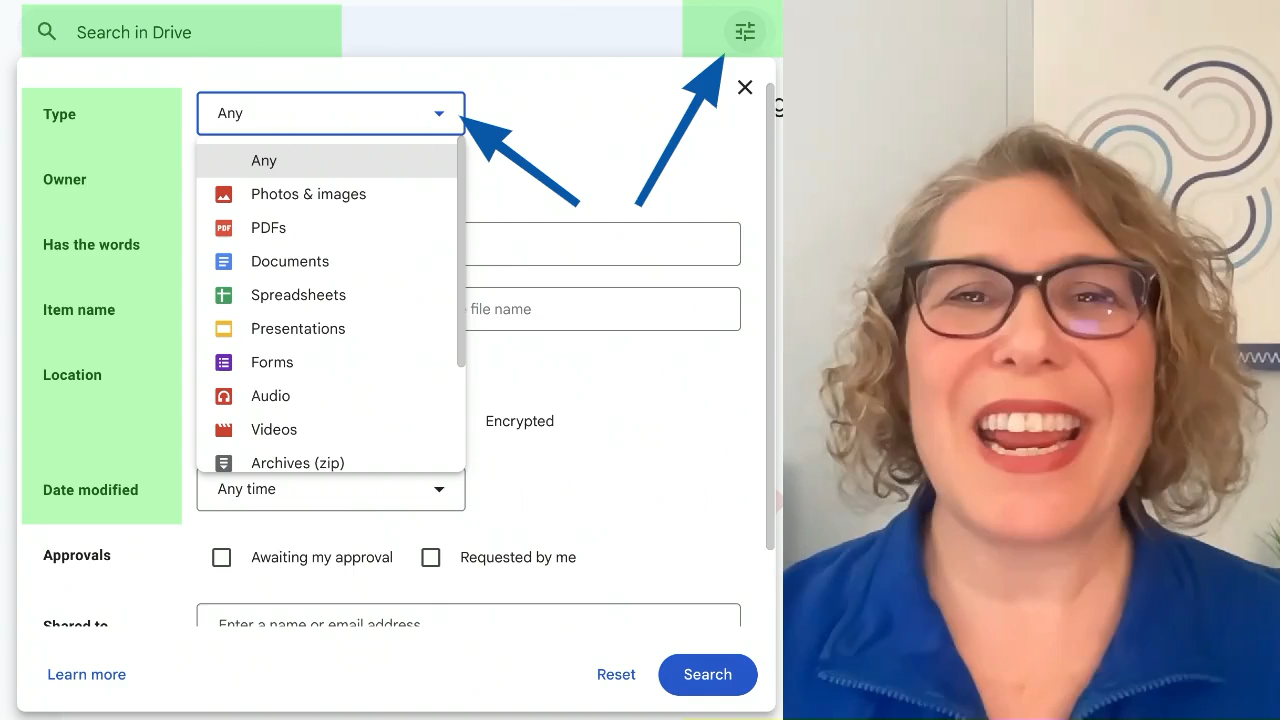 Search in Drive
g
Type
Any
Any
Owner
Photos & images
PDF
PDFs
Has the words
Documents
Spreadsheets
Item name
file name
Presentations
Forms
Location
Audio
Encrypted
Videos
Archives (zip)
Date modified
Any time
Approvals
Awaiting my approval
Requested by me
Shared to
Enter a name or email address
Learn more
Reset
Search